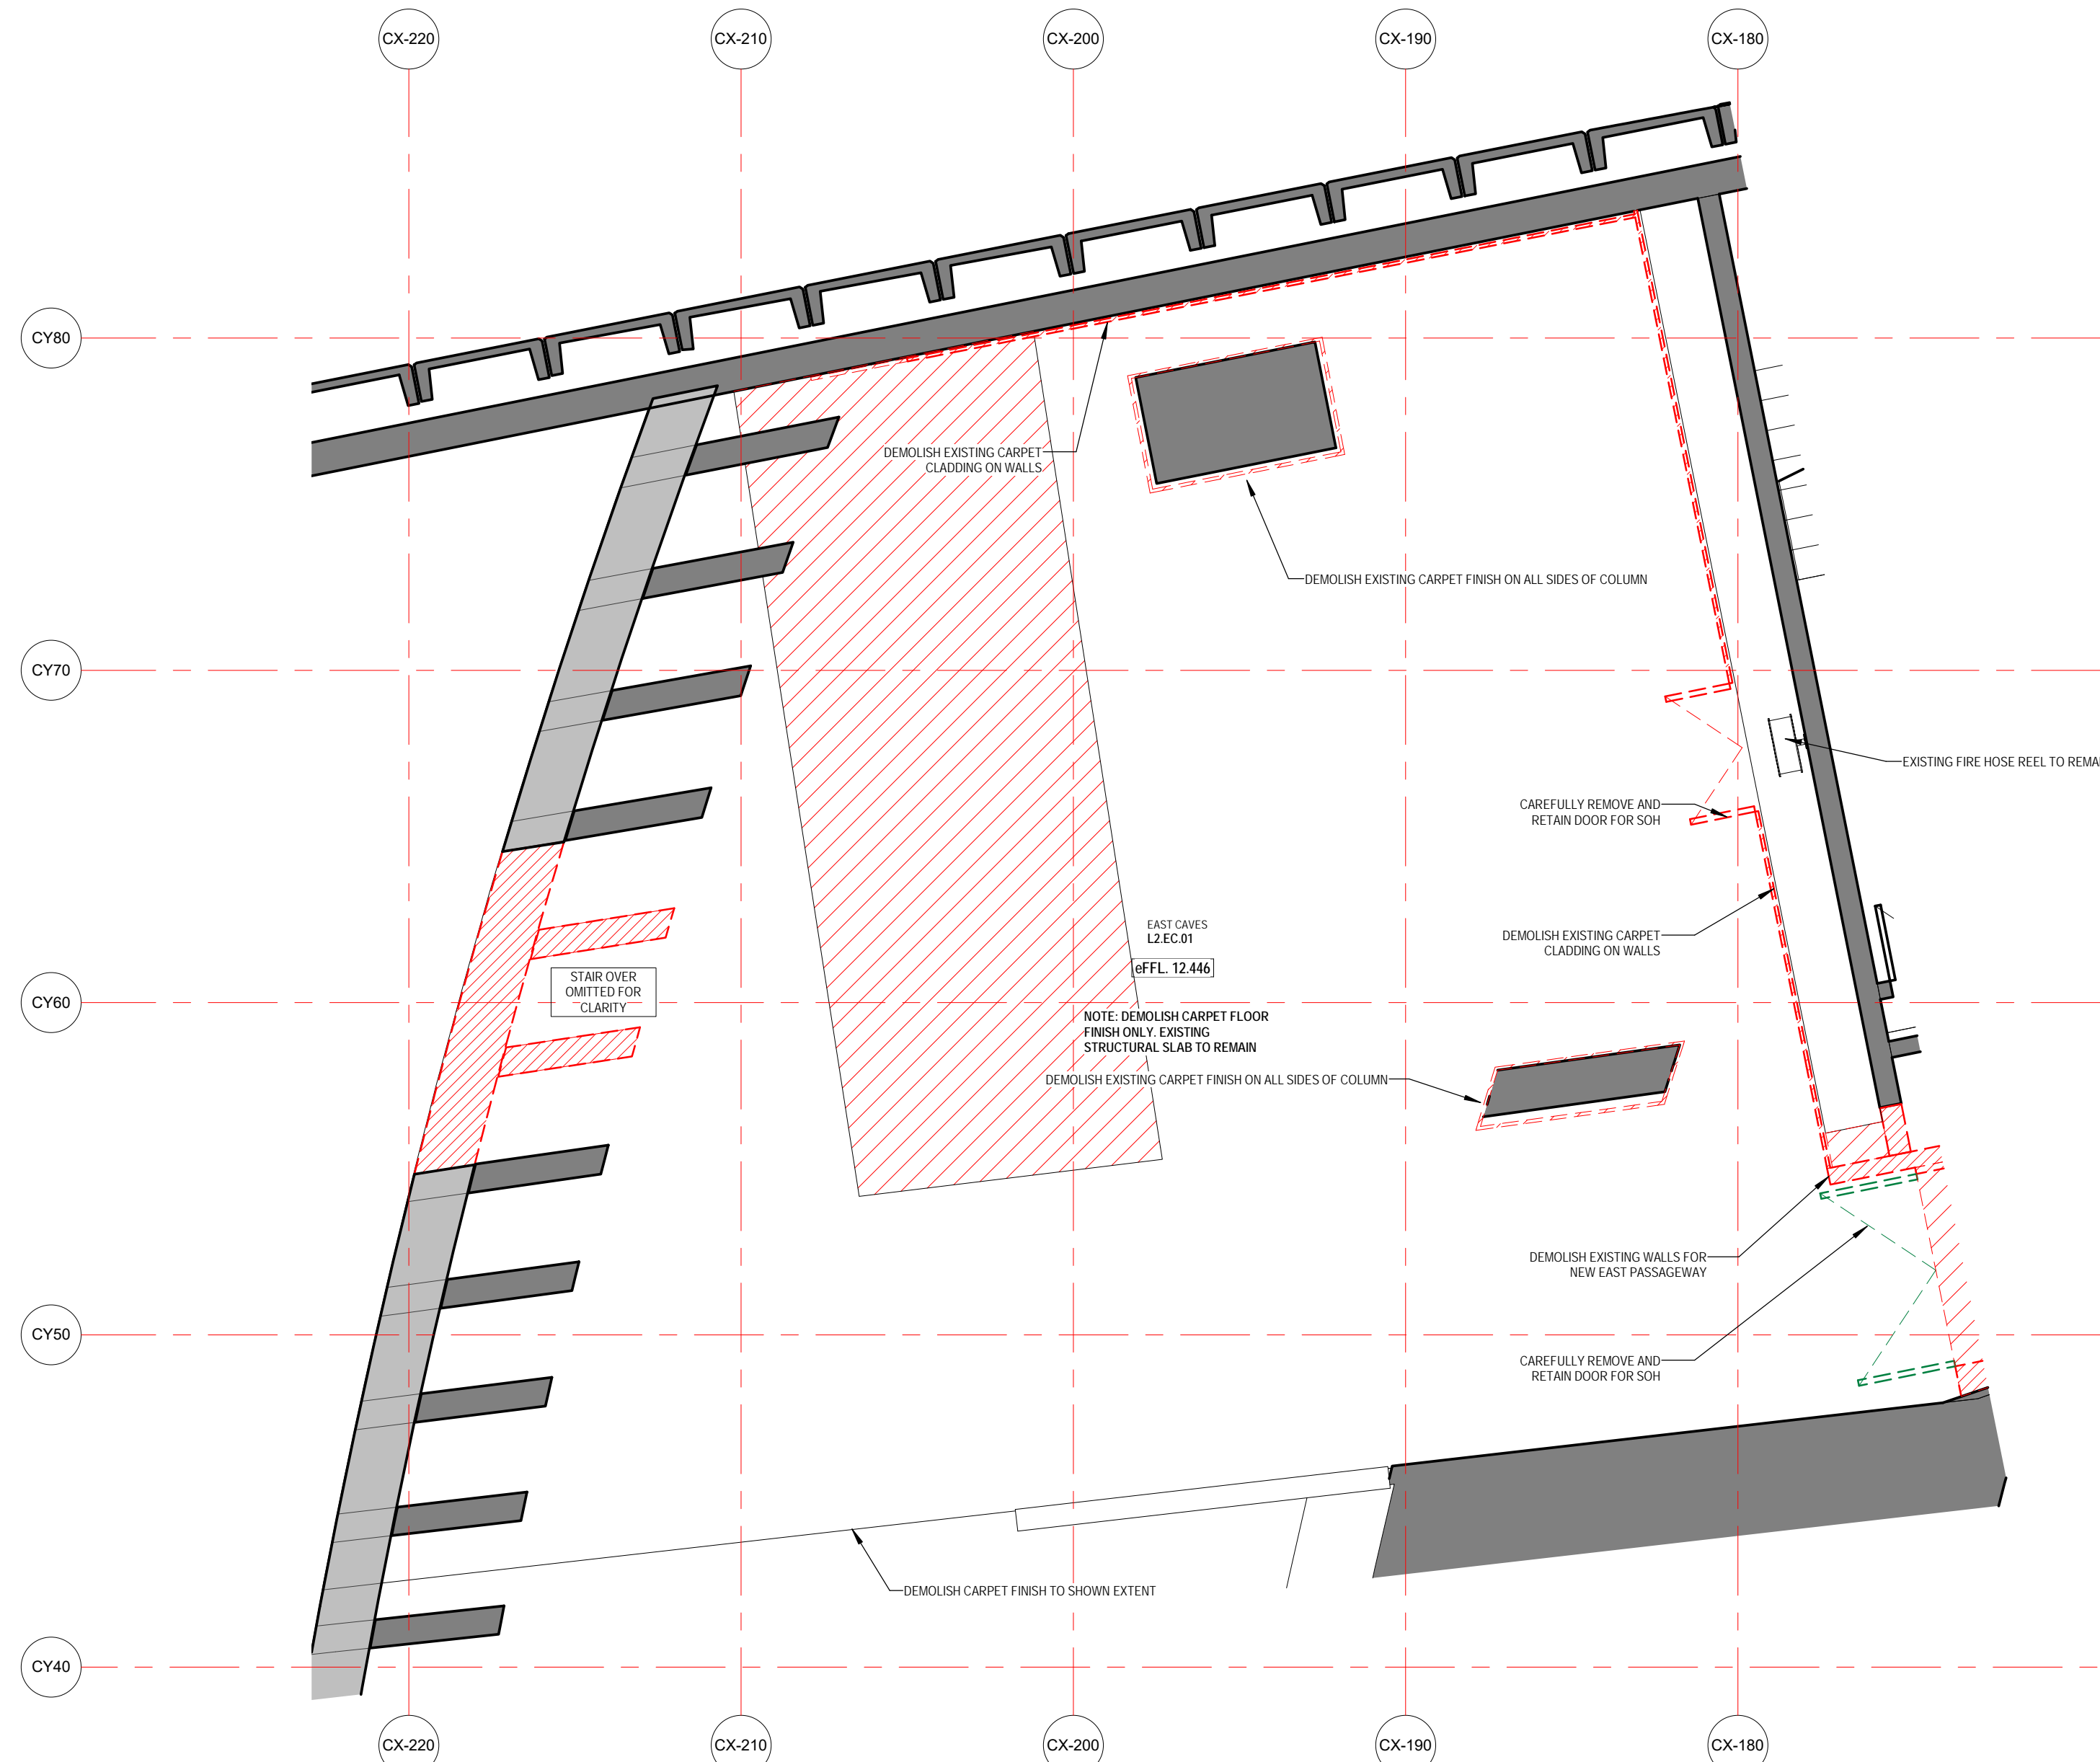 CX-220
CX-210
CX-200
CX-190
CX-180
CY80
DEMOLISH EXISTING CARPET
CLADDING ON WALLS
DEMOLISH EXISTING CARPET FINISH ON ALL SIDES OF COLUMN
CY70
EXISTING FIRE HOSE REEL TO REMA
CAREFULLY REMOVE AND
RETAIN DOOR FOR SOH
EAST CAVES
L2.EC.01
eFFL. 12.446
DEMOLISH EXISTING CARPET
CLADDING ON WALLS
STAIR OVER
OMITTED FOR
CLARITY
CY60
NOTE: DEMOLISH CARPET FLOOR
FINISH ONLY. EXISTING
STRUCTURAL SLAB TO REMAIN
DEMOLISH EXISTING CARPET FINISH ON ALL SIDES OF COLUMN
DEMOLISH EXISTING WALLS FOR
NEW EAST PASSAGEWAY
CY50
CAREFULLY REMOVE AND
RETAIN DOOR FOR SOH
DEMOLISH CARPET FINISH TO SHOWN EXTENT
CY40
CX-220
CX-210
CX-200
CX-190
CX-180